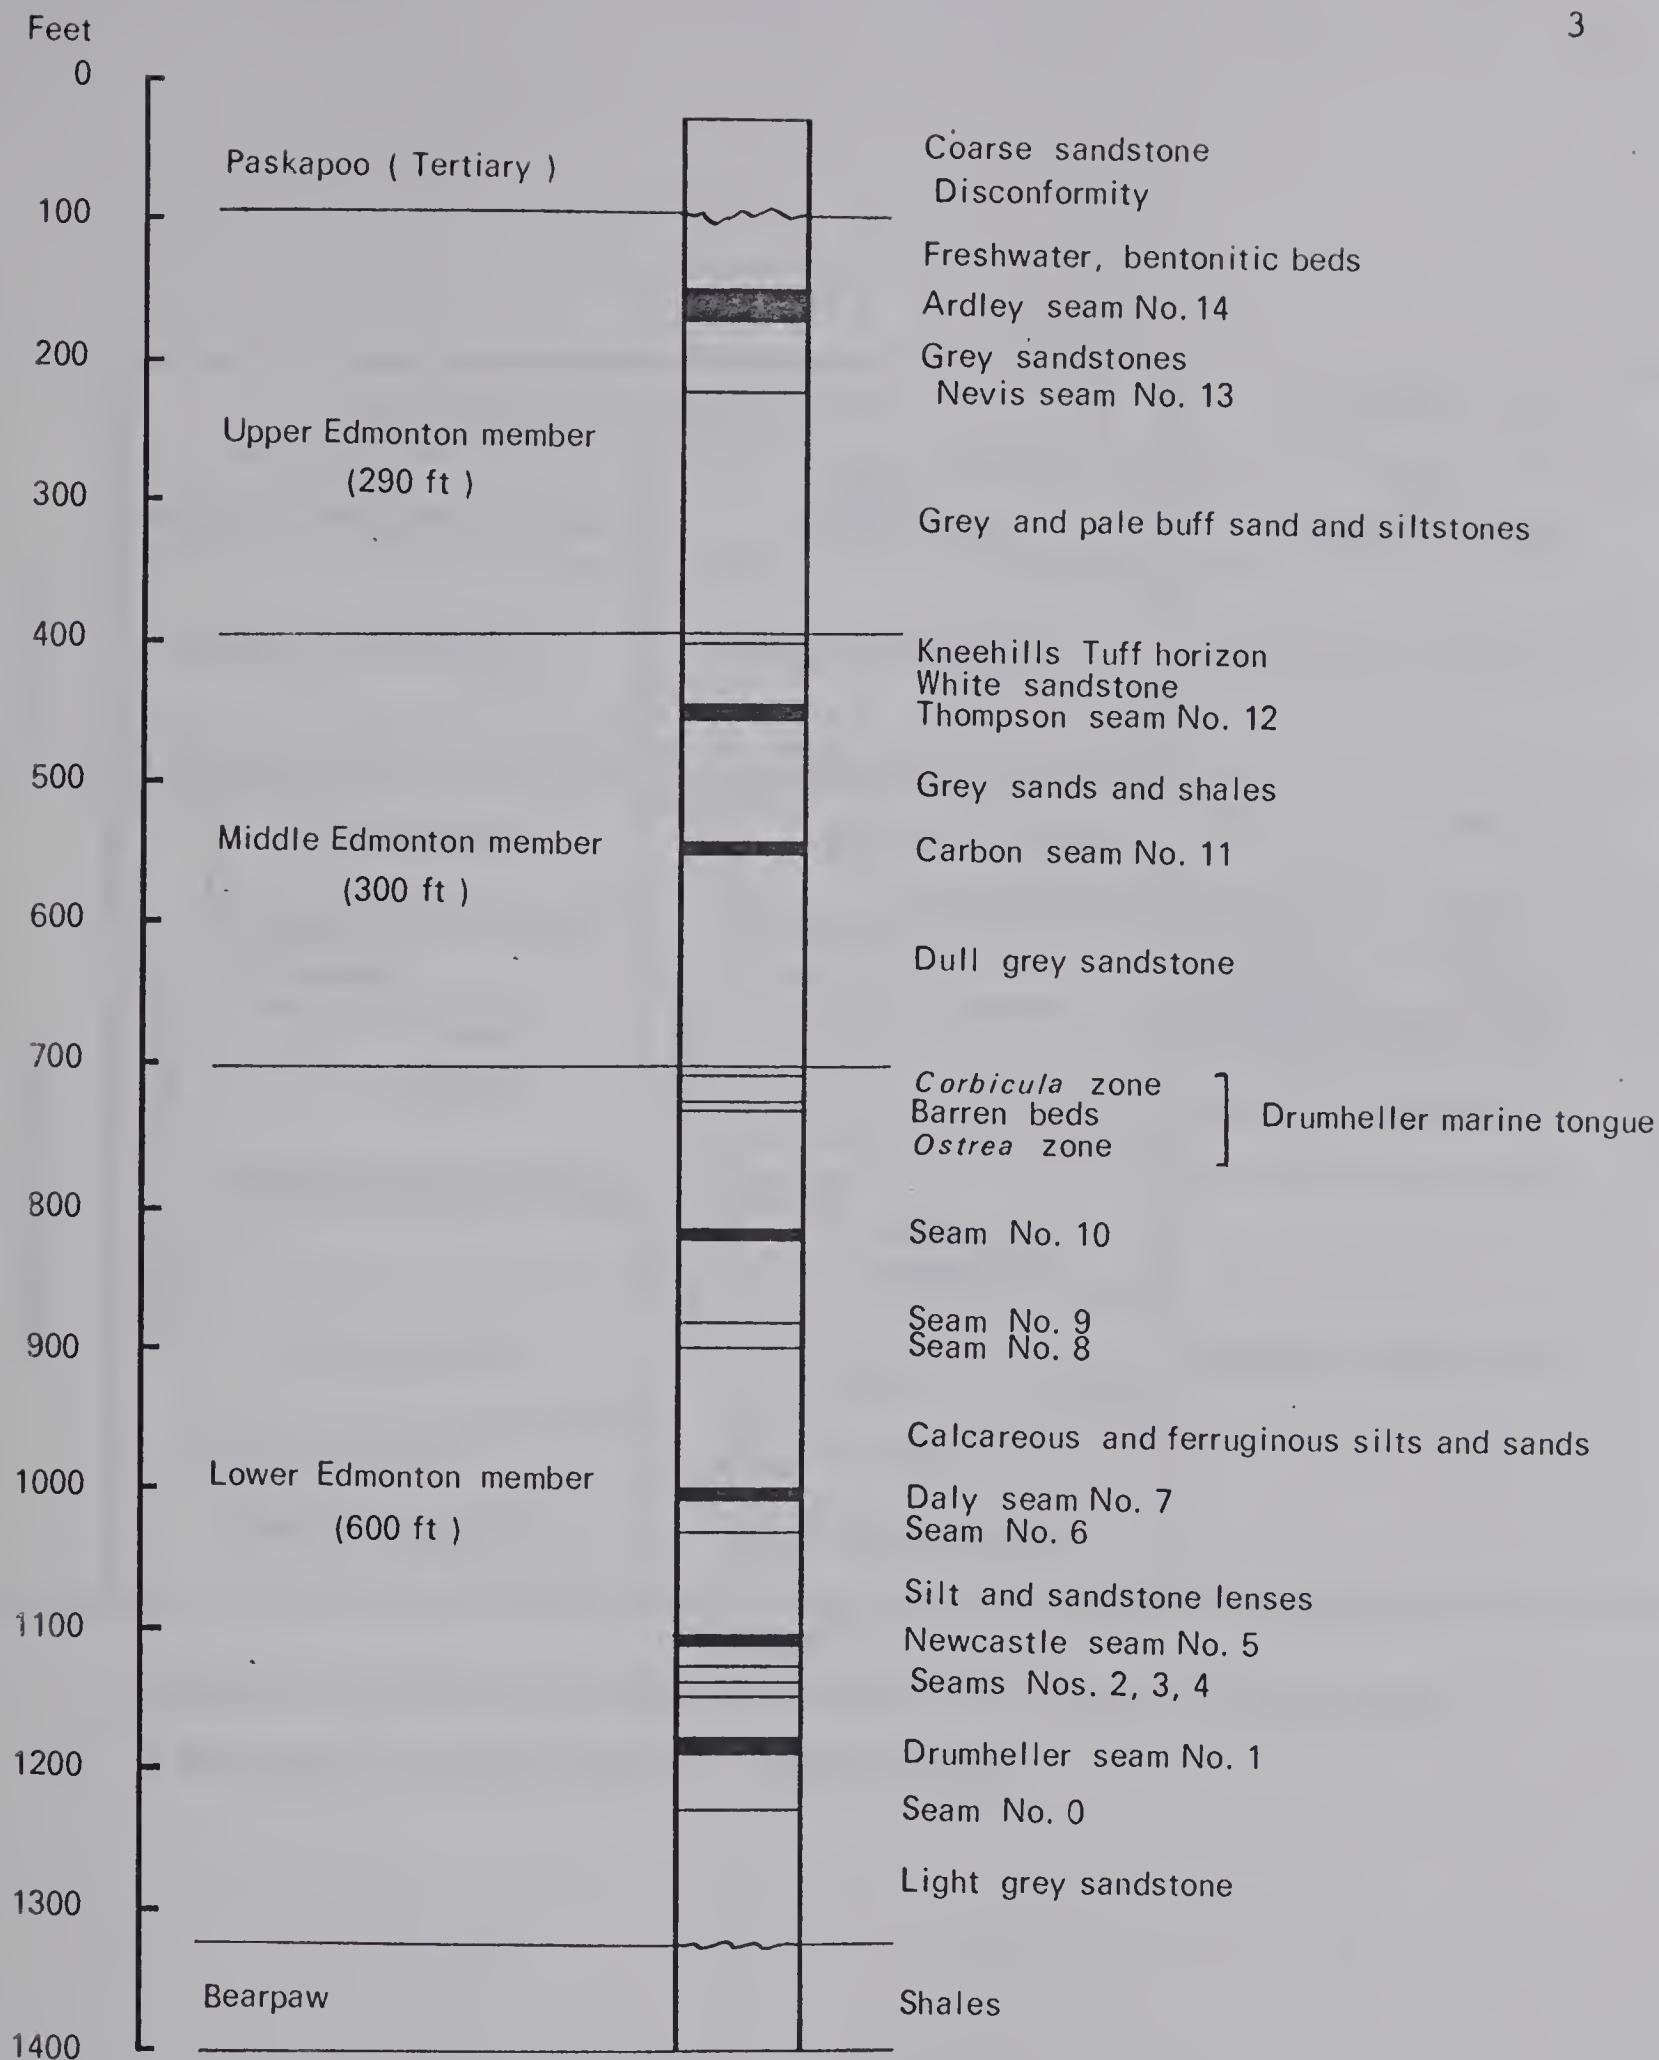 3
Feet
0
Paskapoo ( Tertiary )
Coarse sandstone
Disconformity
100
Freshwater, bentonitic beds
Ardley seam No. 14
200
Grey sandstones
Nevis seam No. 13
Upper Edmonton member
(290 ft )
300
Grey and pale buff sand and siltstones
400
Kneehills Tuff horizon
White sandstone
Thompson seam No. 12
500
Grey sands and shales
Middle Edmonton member
(300 ft )
Carbon seam No. 11
600
Dull grey sandstone
700
Corbicula zone
Barren beds
Ostrea zone
Drumheller marine tongue
800
Seam No. 10
Seam No. 9
900
Seam No. 8
Calcareous and ferruginous silts and sands
1000
Lower Edmonton member
(600 ft )
Daly seam No. 7
Seam No. 6
Silt and sandstone lenses
1100
Newcastle seam No. 5
Seams Nos. 2, 3, 4
1200
Drumheller seam No. 1
Seam No. 0
Light grey sandstone
1300
Bearpaw
Shales
1400